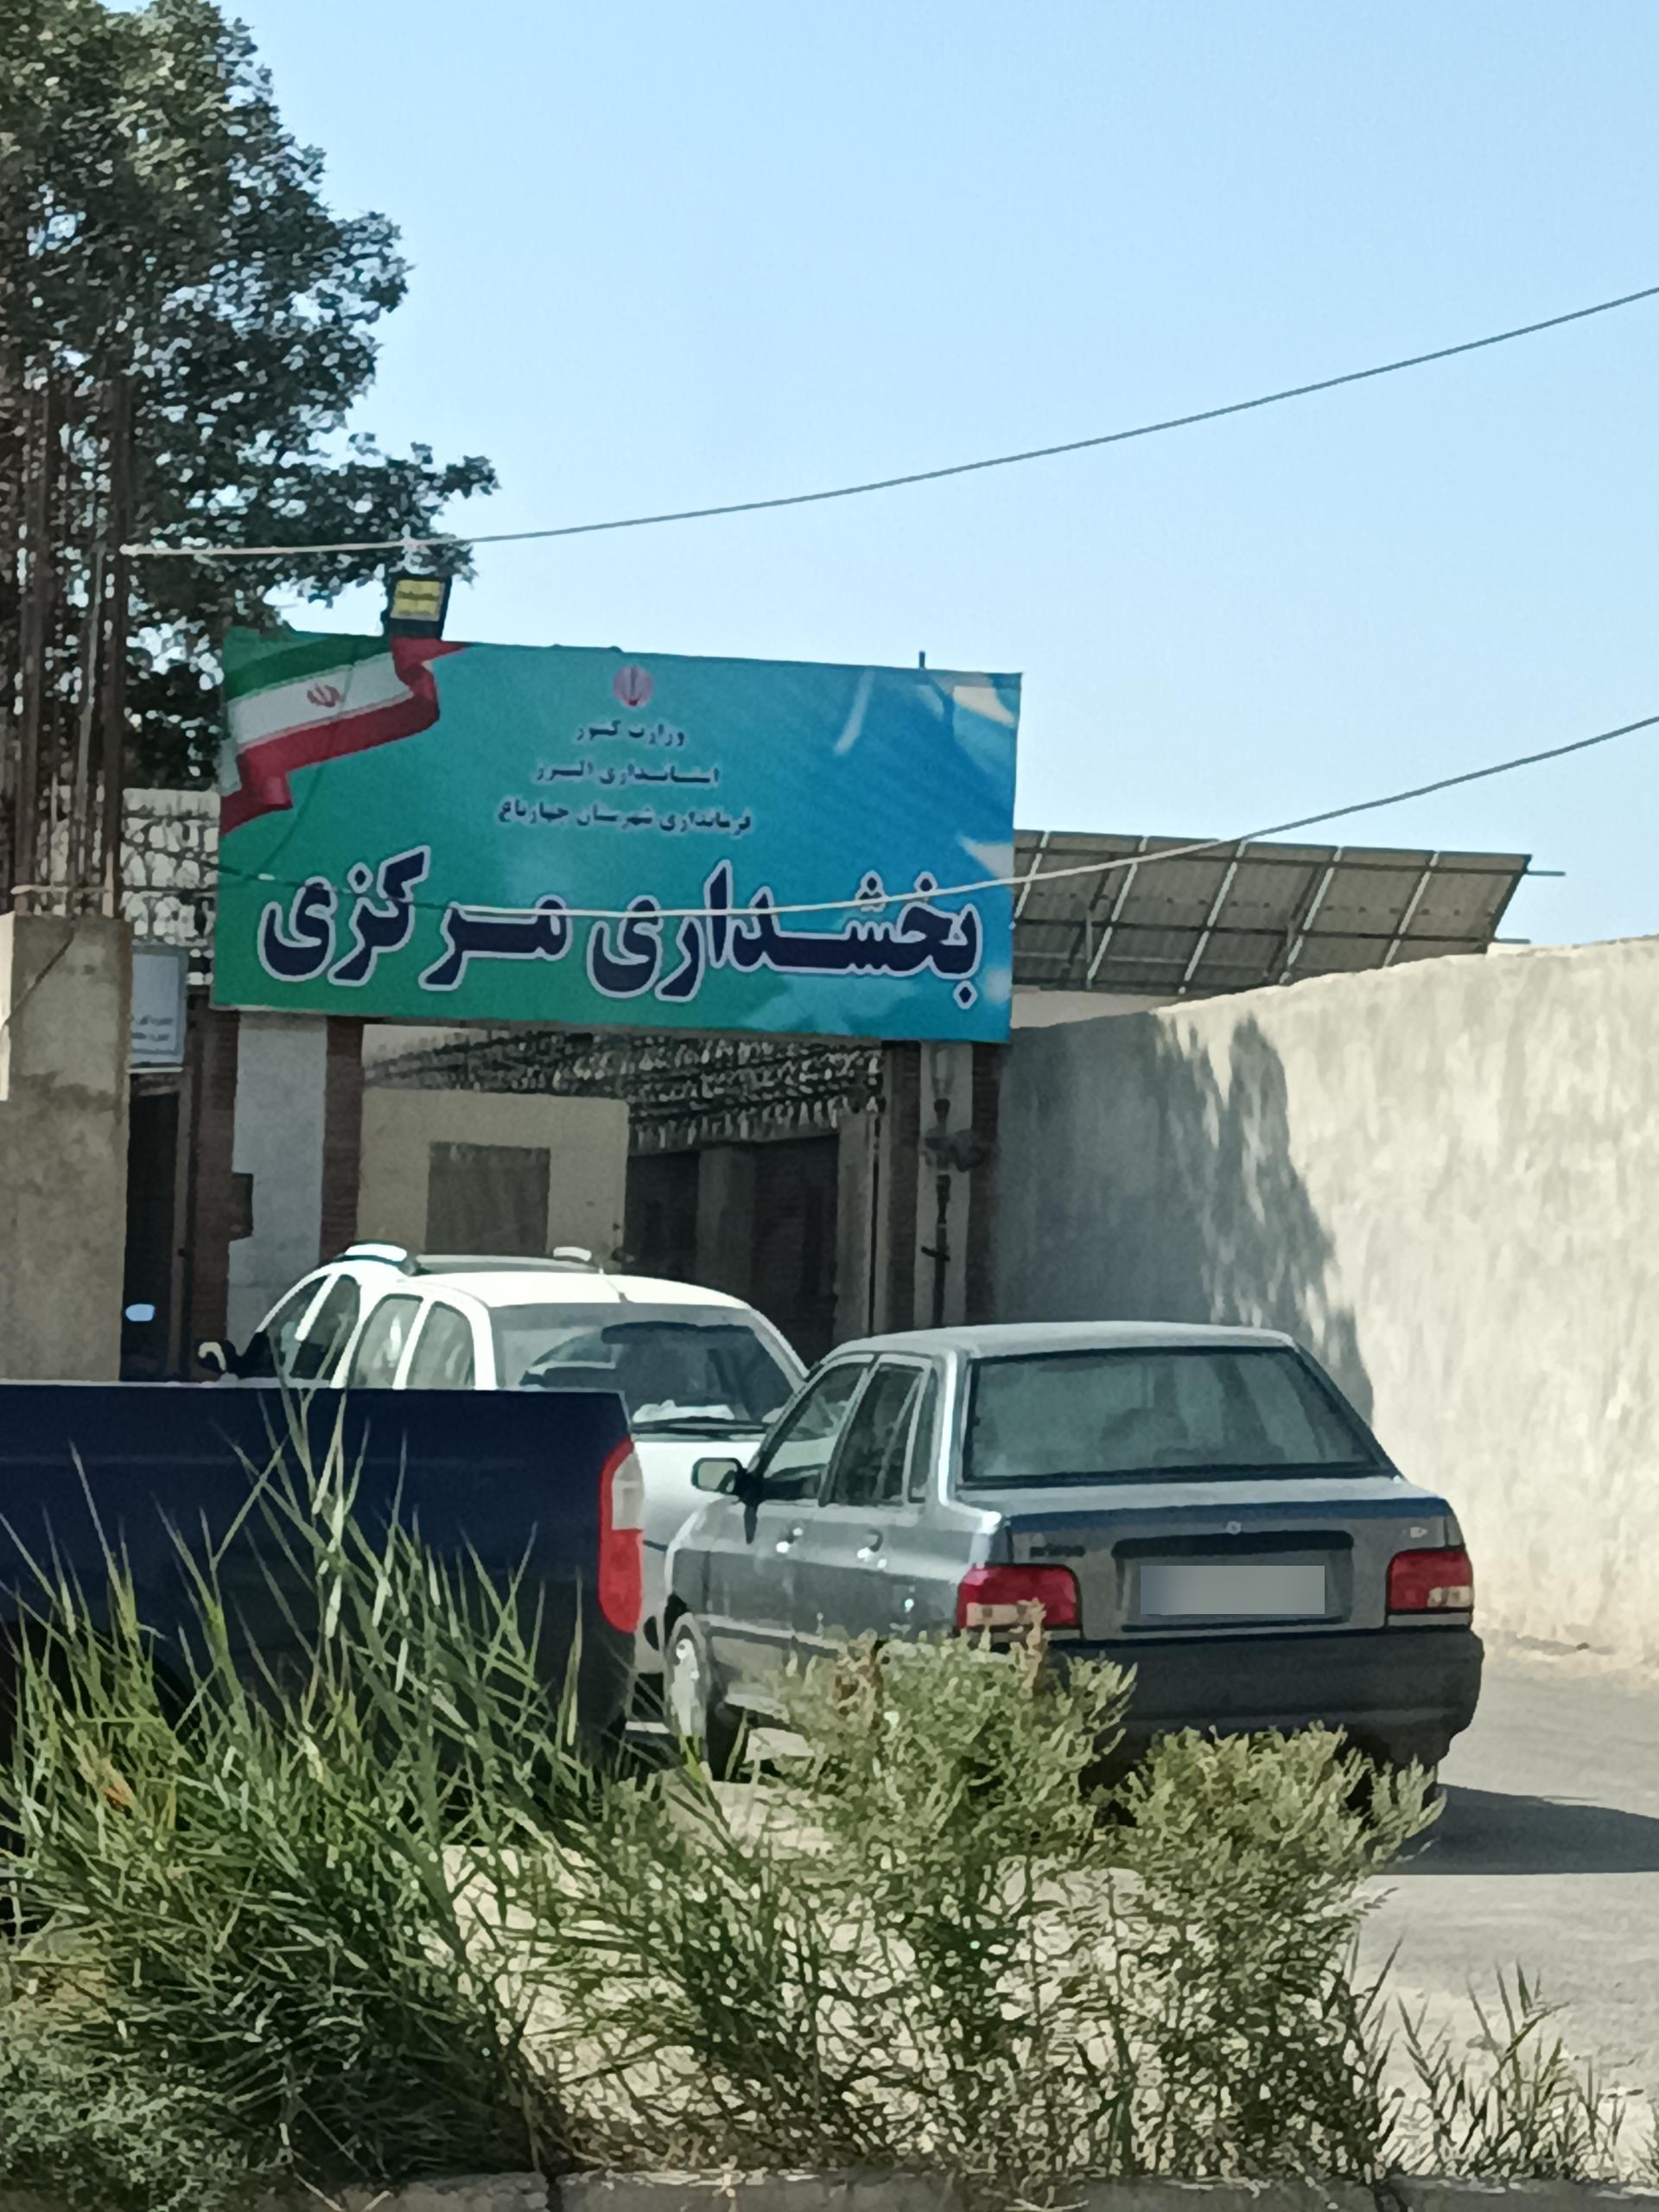 وزارت کشور
استانداری البرز
فرمانداری شهرستان چهارباغ
بخشداری مرکزی